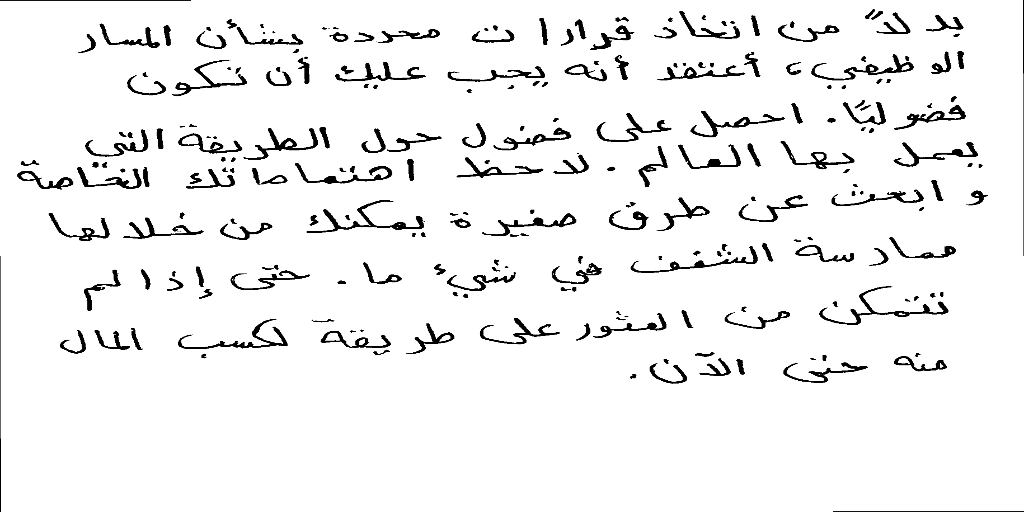 بدلاً من اتخاذ قرارات محددة بشأن المسار
الوظيفي، أعتقد أنه يجب عليك أن تكون
فضوليًا. احصل على فضول حول الطريقة التي
يعمل بها العالم. لاحظ اهتماماتك الخاصة
وابحث عن طرق صغيرة يمكنك من خلالها
ممارسة الشغف في شيء ما. حتى إذا لم
تتمكن من العثور على طريقة لكسب المال
منه حتى الآن.